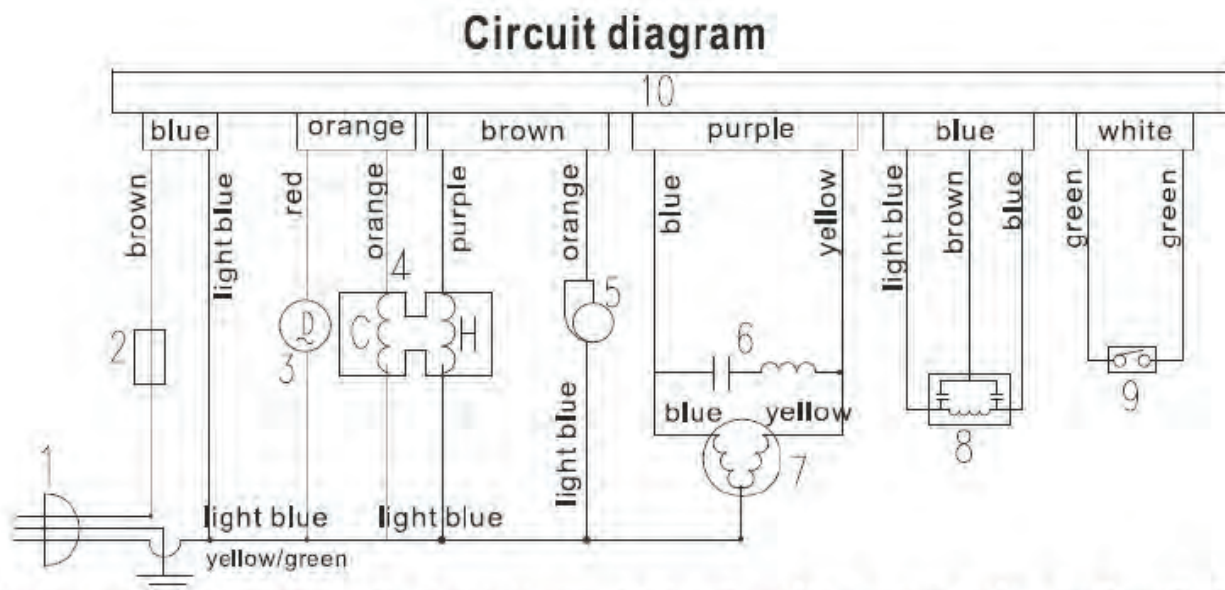 Circuit diagram
10
blue orange brown purple blue white
brown light blue red orange purple orange blue yellow light blue brown blue green green
2 D 3 C 4 H 5 6
blue yellow
7 8 9
1
light blue
light blue light blue
yellow/green